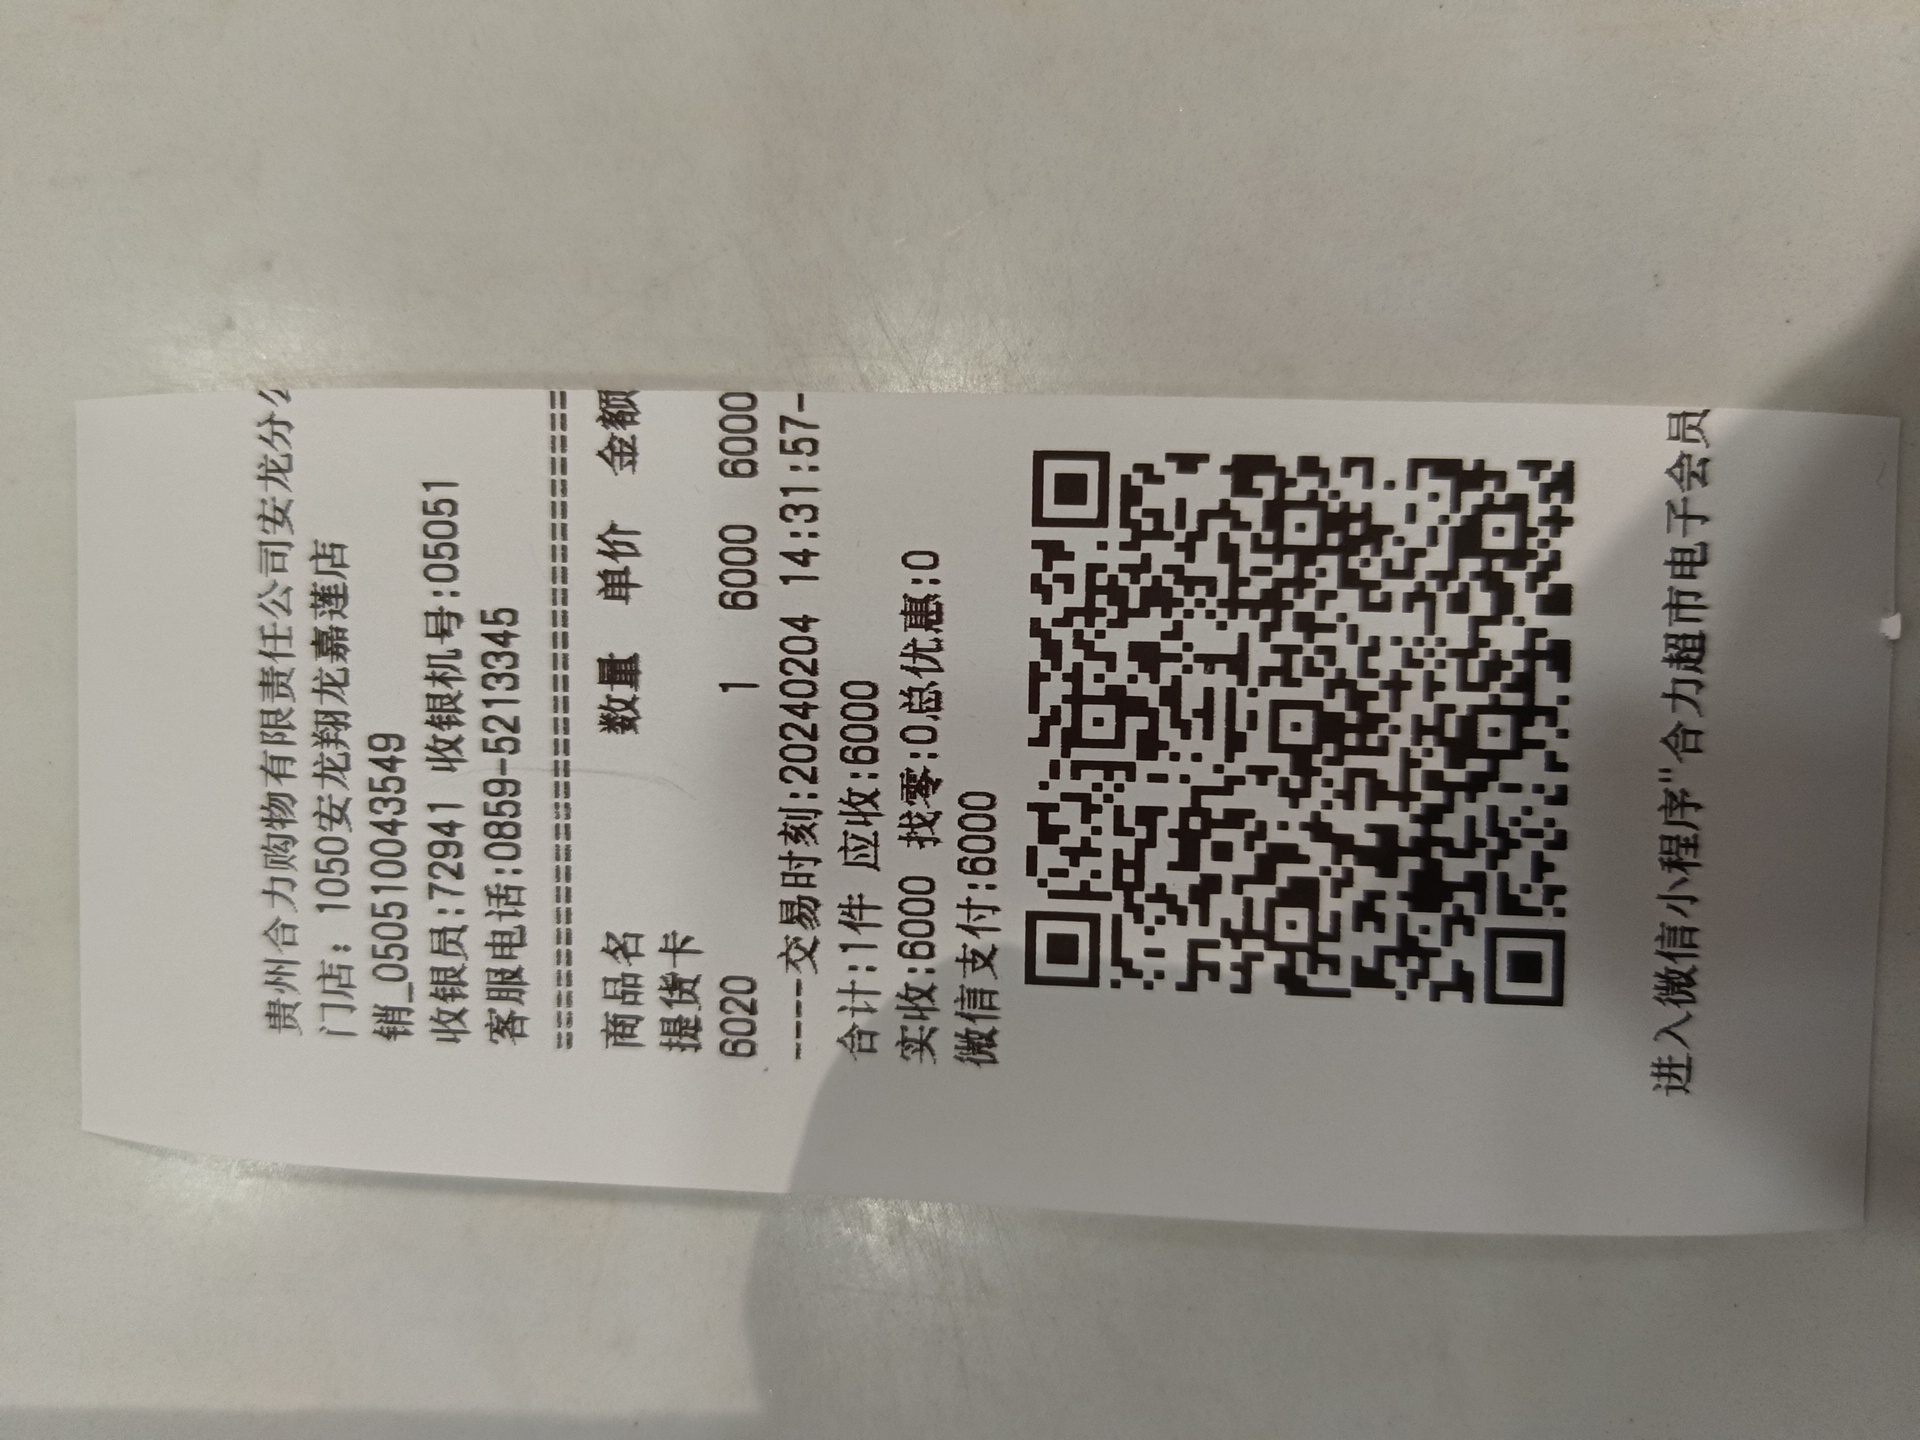 贵州合力购物有限责任公司安龙分公
门店: 1050安龙翔龙嘉莲店
销_050510043549
收银员:72941 收银机号:05051
客服电话:0859-5213345
================================
商品名 数量 单价 金额
提货卡
6020 1 6000 6000
----交易时刻:20240204 14:31:57-
合计:1件 应收:6000
实收:6000 找零:0总优惠:0
微信支付:6000
进入微信小程序"合力超市电子会员